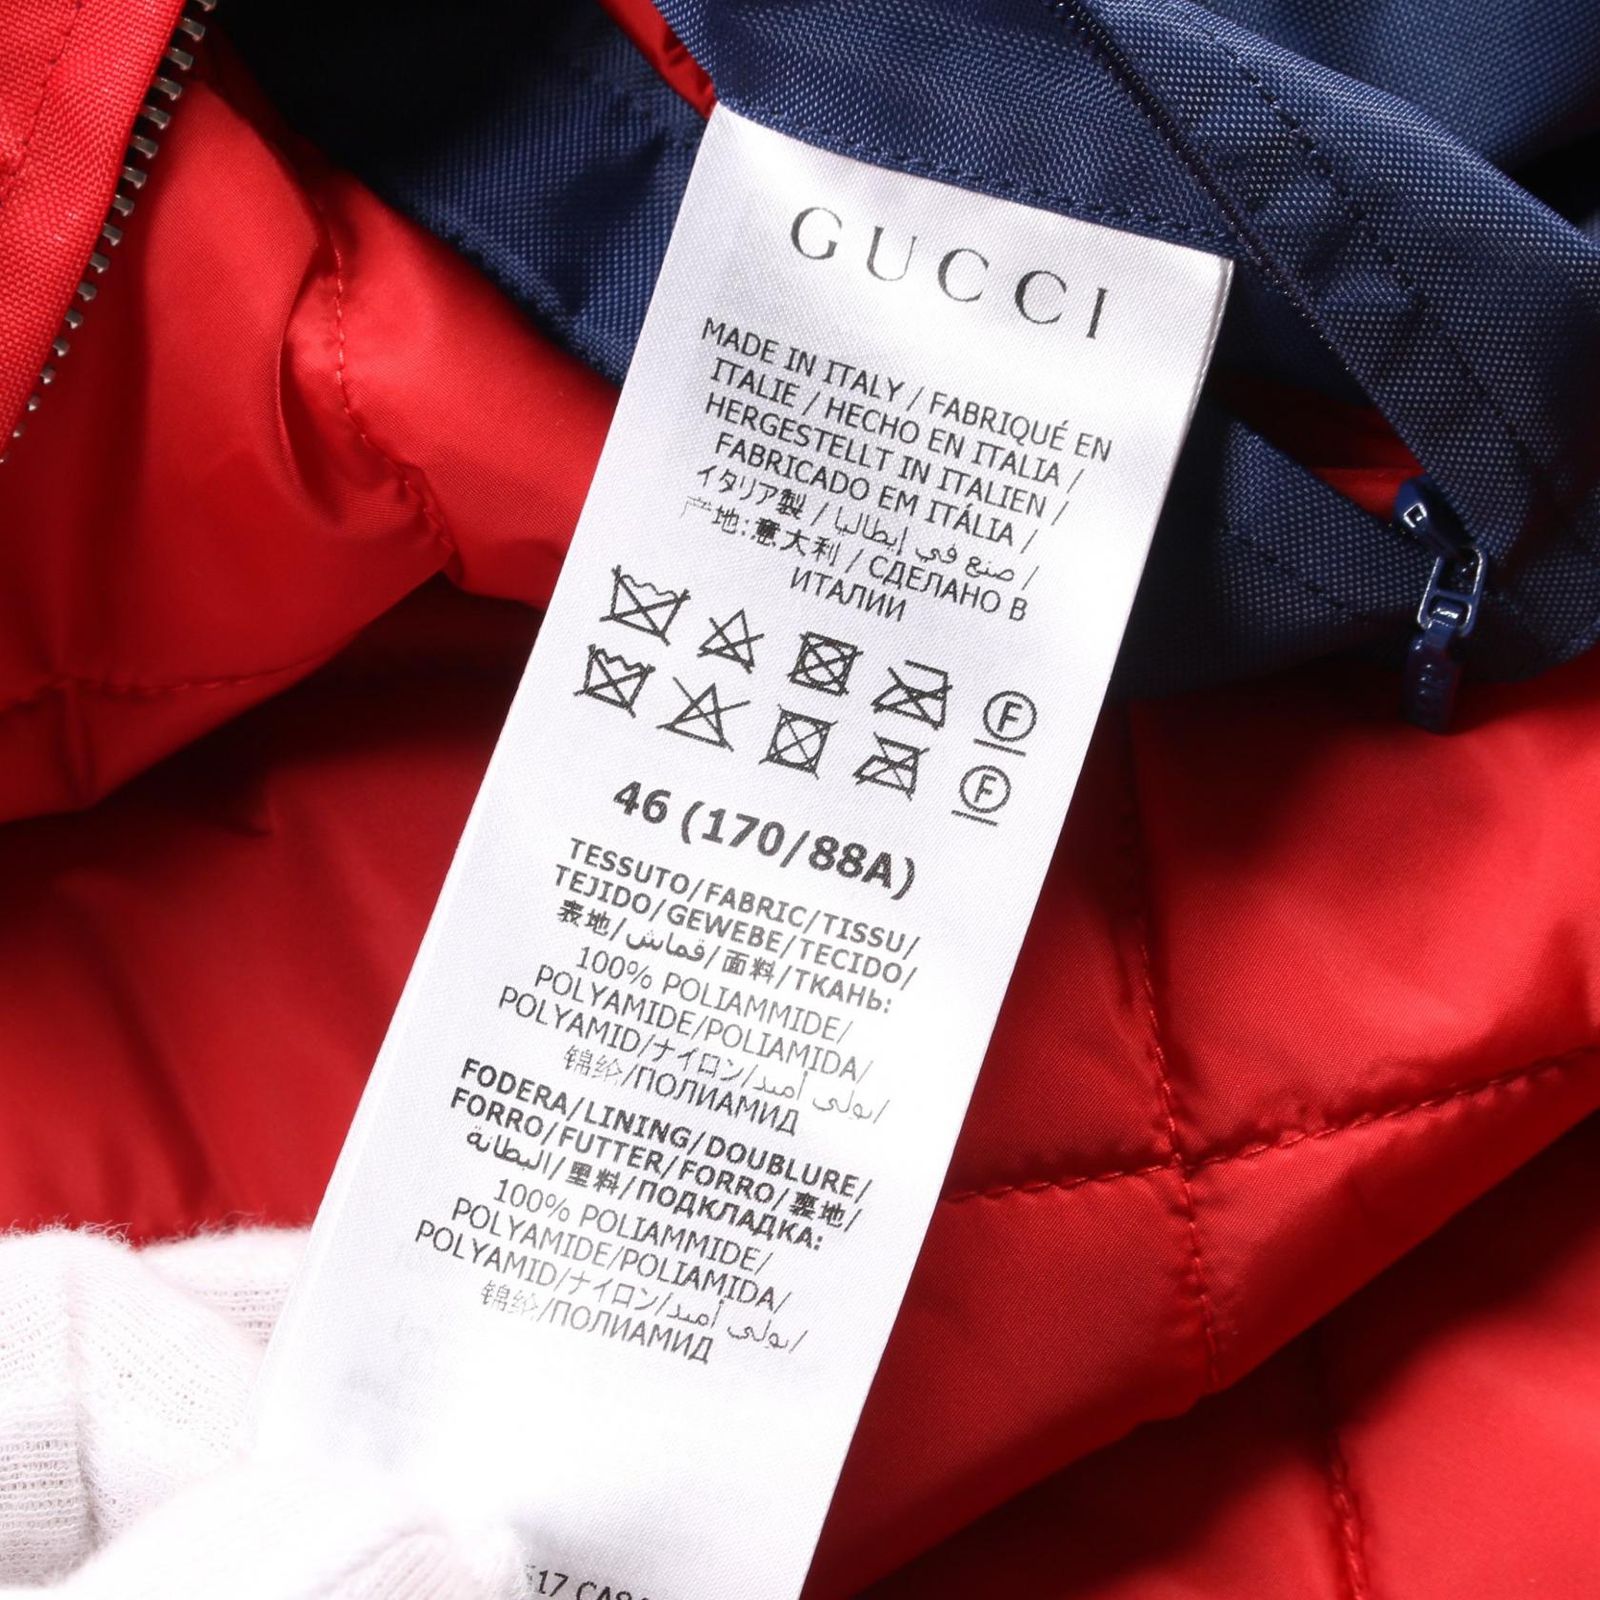 GUCCI
MADE IN ITALY / FABRIQUÉ EN
ITALIE / HECHO EN ITALIA /
HERGESTELLT IN ITALIEN /
FABRICADO EM ITÁLIA /
イタリア製 / صنع في إيطاليا /
产地:意大利 / СДЕЛАНО В
ИТАЛИИ
F
F
46 (170/88A)
TESSUTO/FABRIC/TISSU/
TEJIDO/GEWEBE/TECIDO/
表地/قماش/面料/ТКАНЬ:
100% POLIAMMIDE/
POLYAMIDE/POLIAMIDA/
POLYAMID/ナイロン/بولي أميد/
锦纶/ПОЛИАМИД
FODERA/LINING/DOUBLURE/
FORRO/FUTTER/FORRO/裏地/
البطانة/里料/ПОДКЛАДКА:
100% POLIAMMIDE/
POLYAMIDE/POLIAMIDA/
POLYAMID/ナイロン/بولي أميد/
锦纶/ПОЛИАМИД